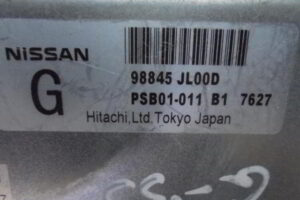 NISSAN
G
98845 JL00D
PSB01-011 B1 7627
Hitachi,Ltd.Tokyo Japan